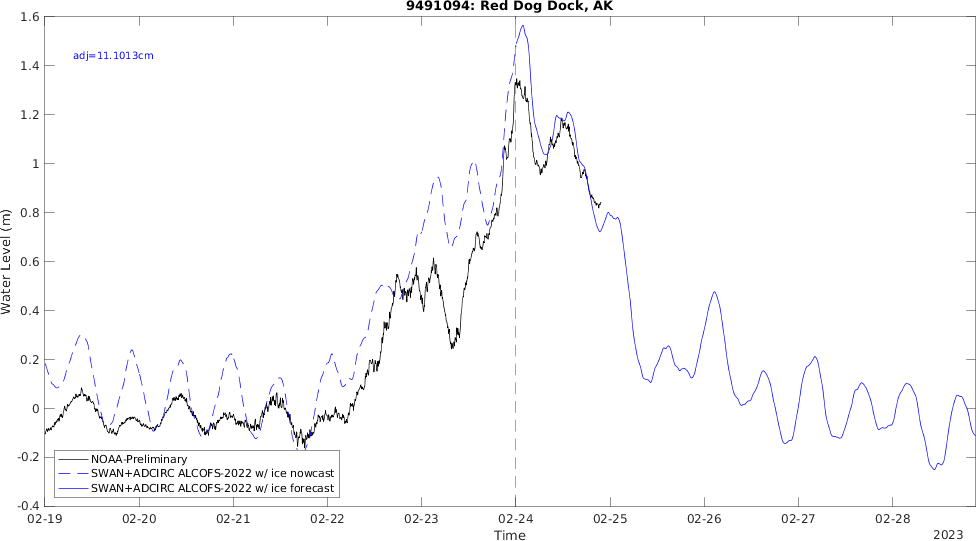 9491094: Red Dog Dock, AK
adj=11.1013cm
Water Level (m)
1.6
1.4
1.2
1
0.8
0.6
0.4
0.2
0
-0.2
-0.4
NOAA-Preliminary
SWAN+ADCIRC ALCOFS-2022 w/ ice nowcast
SWAN+ADCIRC ALCOFS-2022 w/ ice forecast
02-19 02-20 02-21 02-22 02-23 02-24 02-25 02-26 02-27 02-28
Time
2023